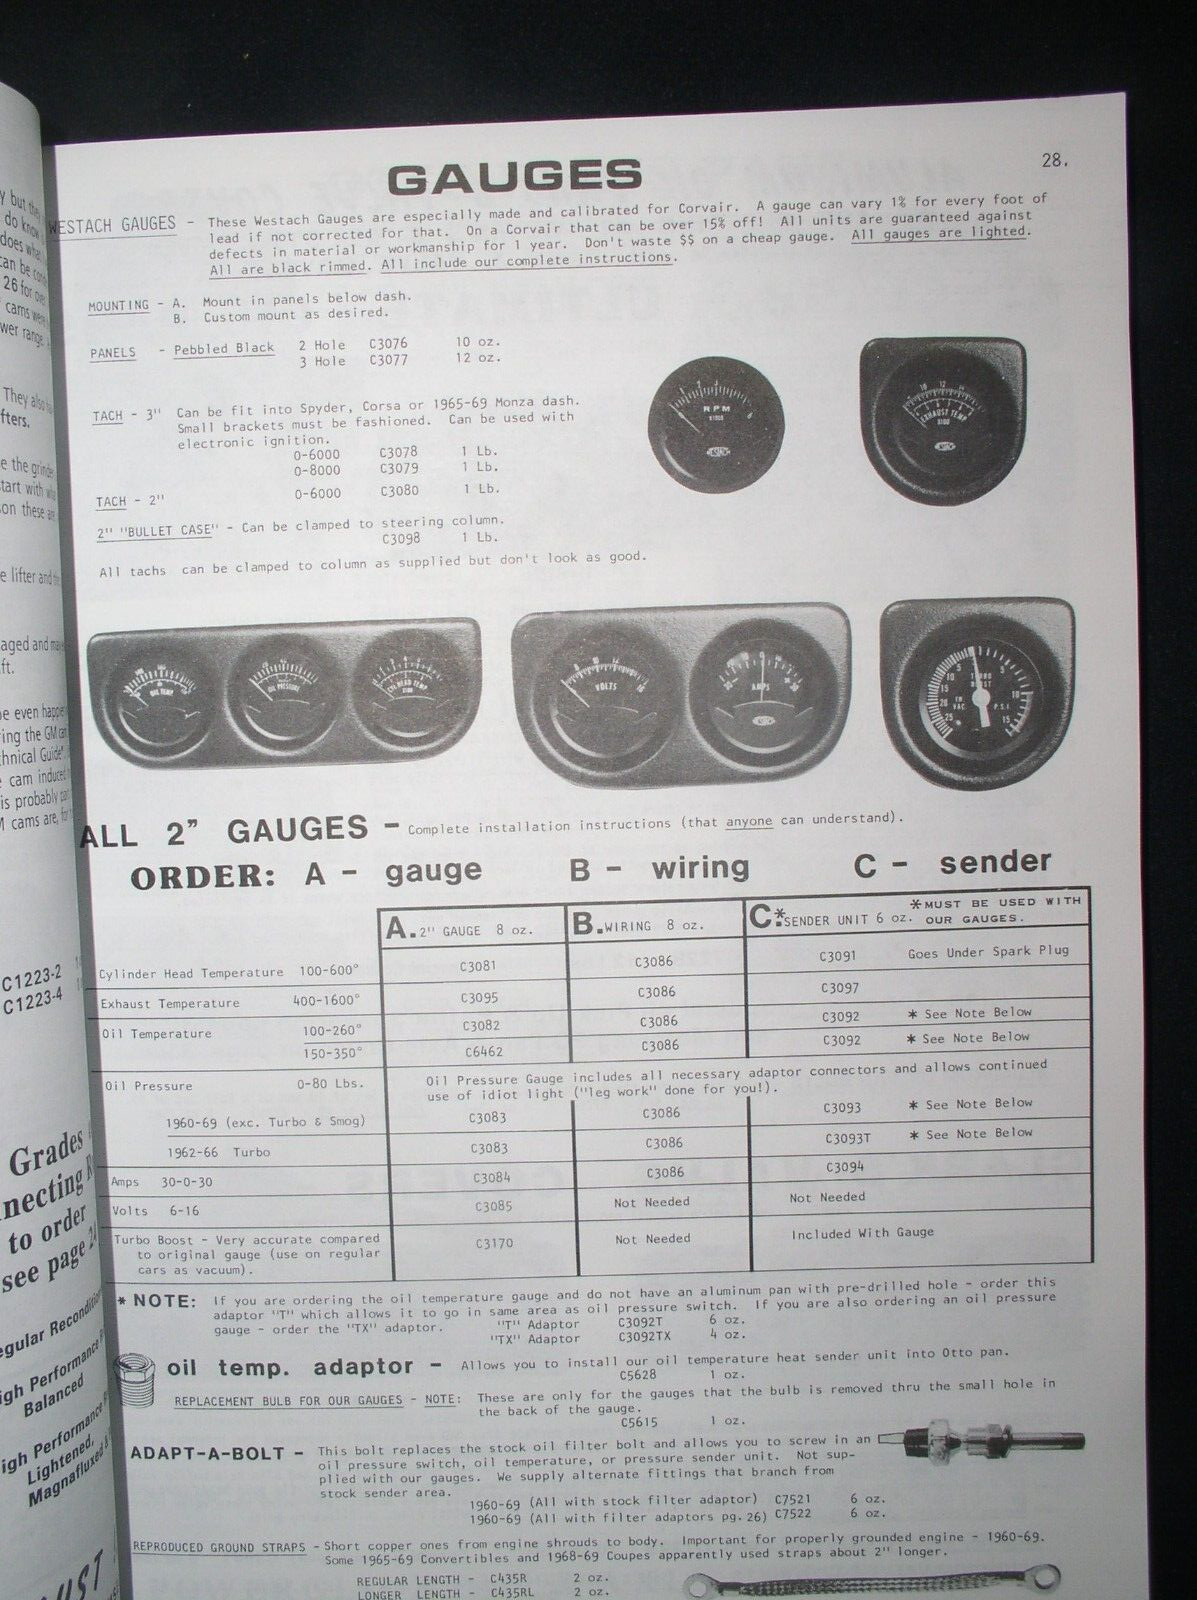 28.
GAUGES
WESTACH GAUGES - These Westach Gauges are especially made and calibrated for Corvair. A gauge can vary 1% for every foot of
lead if not corrected for that. On a Corvair that can be over 15% off! All units are guaranteed against
defects in material or workmanship for 1 year. Don't waste $$ on a cheap gauge. All gauges are lighted.
All are black rimmed. All include our complete instructions.
MOUNTING - A. Mount in panels below dash.
B. Custom mount as desired.
PANELS - Pebbled Black 2 Hole C3076 10 oz.
3 Hole C3077 12 oz.
TACH - 3" Can be fit into Spyder, Corsa or 1965-69 Monza dash.
Small brackets must be fashioned. Can be used with
electronic ignition.
0-6000 C3078 1 Lb.
0-8000 C3079 1 Lb.
TACH - 2" 0-6000 C3080 1 Lb.
2" "BULLET CASE" - Can be clamped to steering column.
C3098 1 Lb.
All tachs can be clamped to column as supplied but don't look as good.
RPM
X1000
WESTACH
EXHAUST TEMP
X100
WESTACH
OIL TEMP
OIL PRESSURE
CYL HEAD TEMP
X100
VOLTS
AMPS
TURBO
BOOST
IN.
VAC
P.S.I.
ALL 2" GAUGES - Complete installation instructions (that anyone can understand).
ORDER: A - gauge B - wiring C - sender
A. 2" GAUGE 8 oz. B. WIRING 8 oz. C.* SENDER UNIT 6 oz. *MUST BE USED WITH
OUR GAUGES.
Cylinder Head Temperature 100-600° C3081 C3086 C3091 Goes Under Spark Plug
Exhaust Temperature 400-1600° C3095 C3086 C3097
Oil Temperature 100-260° C3082 C3086 C3092 * See Note Below
150-350° C6462 C3086 C3092 * See Note Below
Oil Pressure 0-80 Lbs. Oil Pressure Gauge includes all necessary adaptor connectors and allows continued
use of idiot light ("leg work" done for you!).
1960-69 (exc. Turbo & Smog) C3083 C3086 C3093 * See Note Below
1962-66 Turbo C3083 C3086 C3093T * See Note Below
Amps 30-0-30 C3084 C3086 C3094
Volts 6-16 C3085 Not Needed Not Needed
Turbo Boost - Very accurate compared
to original gauge (use on regular
cars as vacuum). C3170 Not Needed Included With Gauge
* NOTE: If you are ordering the oil temperature gauge and do not have an aluminum pan with pre-drilled hole - order this
adaptor "T" which allows it to go in same area as oil pressure switch. If you are also ordering an oil pressure
gauge - order the "TX" adaptor. "T" Adaptor C3092T 6 oz.
"TX" Adaptor C3092TX 4 oz.
oil temp. adaptor - Allows you to install our oil temperature heat sender unit into Otto pan.
C5628 1 oz.
REPLACEMENT BULB FOR OUR GAUGES - NOTE: These are only for the gauges that the bulb is removed thru the small hole in
the back of the gauge.
C5615 1 oz.
ADAPT-A-BOLT - This bolt replaces the stock oil filter bolt and allows you to screw in an
oil pressure switch, oil temperature, or pressure sender unit. Not sup-
plied with our gauges. We supply alternate fittings that branch from
stock sender area.
1960-69 (All with stock filter adaptor) C7521 6 oz.
1960-69 (All with filter adaptors pg. 26) C7522 6 oz.
REPRODUCED GROUND STRAPS - Short copper ones from engine shrouds to body. Important for properly grounded engine - 1960-69.
Some 1965-69 Convertibles and 1968-69 Coupes apparently used straps about 2" longer.
REGULAR LENGTH - C435R 2 oz.
LONGER LENGTH - C435RL 2 oz.
C1223-2
C1223-4
Grades
to order
see page
High Performance
Balanced
High Performance
Lightened,